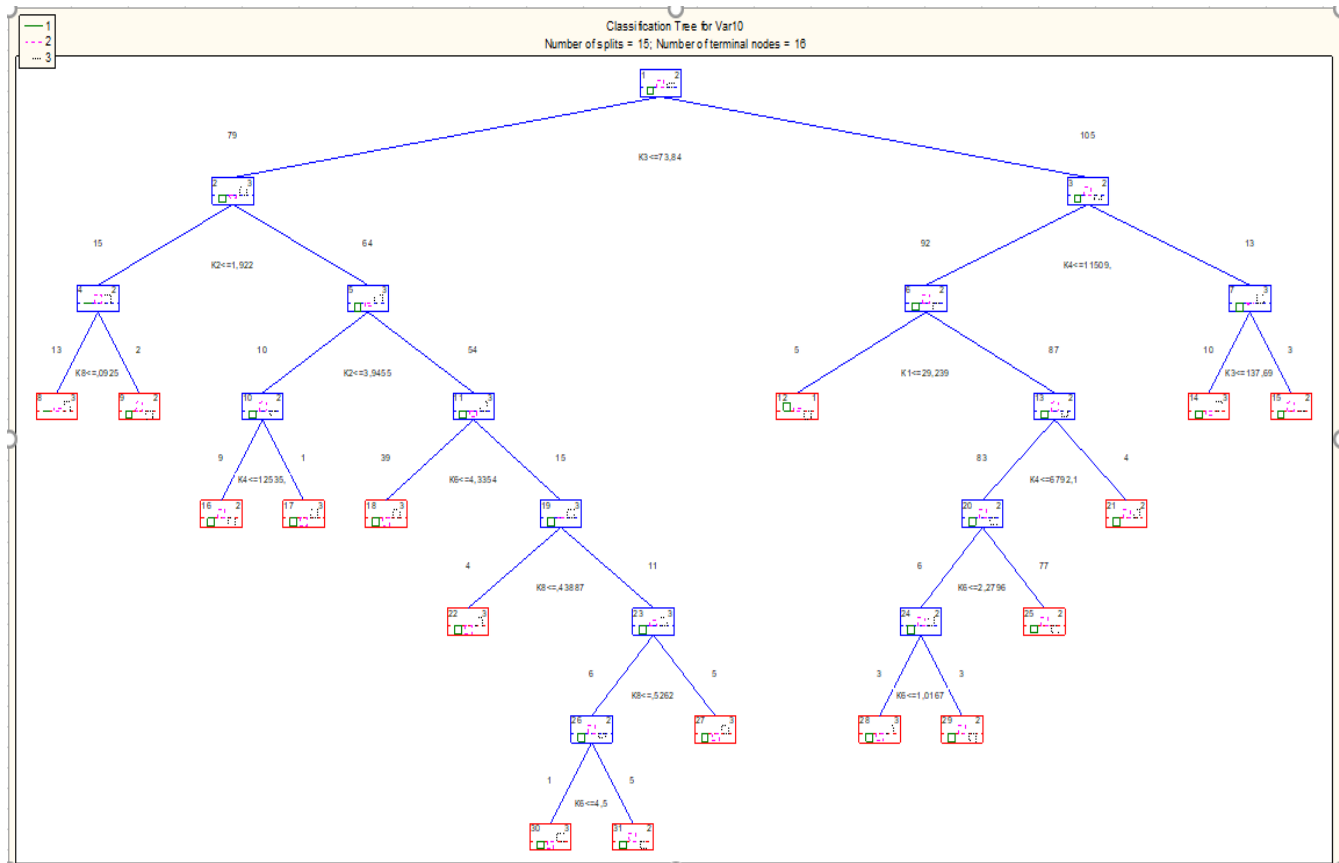 1
2
3
Classification Tree for Var10
Number of splits = 15; Number of terminal nodes = 16
1 2
79 105
K3<=73,84
2 3 3 2
15 64 92 13
K2<=1,922 K4<=11509,
4 2 5 3 6 2 7 3
13 2 10 54 5 87 10 3
K8<=,0925 K2<=3,9455 K1<=29,239 K3<=137,69
8 3 9 2 10 2 11 3 12 1 13 2 14 3 15 2
9 1 39 15 83 4
K4<=12535, K6<=4,3354 K4<=6792,1
16 2 17 3 18 3 19 3 20 2 21 2
4 11 6 77
K8<=,43887 K6<=2,2796
22 3 23 3 24 2 25 2
6 5 3 3
K8<=,5262 K6<=1,0167
26 2 27 3 28 3 29 2
1 5
K6<=4,5
30 3 31 2